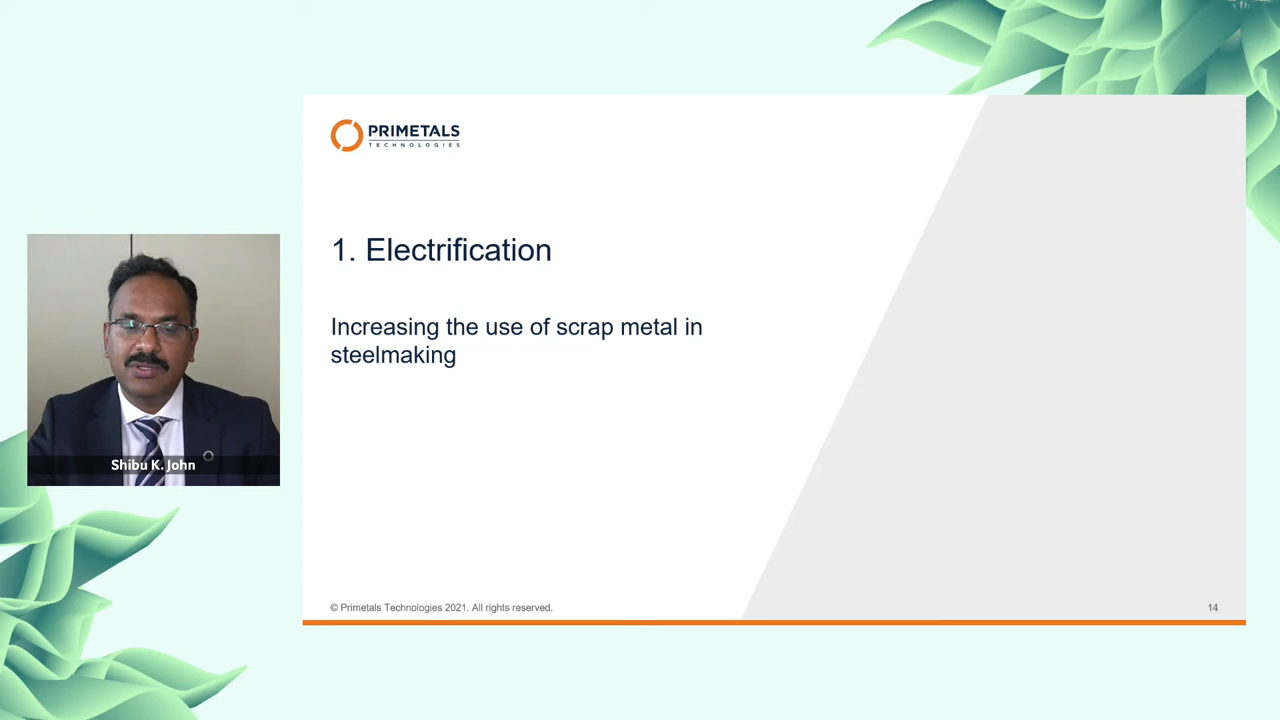 PRIMETALS
TECHNOLOGIES
1. Electrification
Increasing the use of scrap metal in
steelmaking
Shibu K. John
© Primetals Technologies 2021. All rights reserved.
14